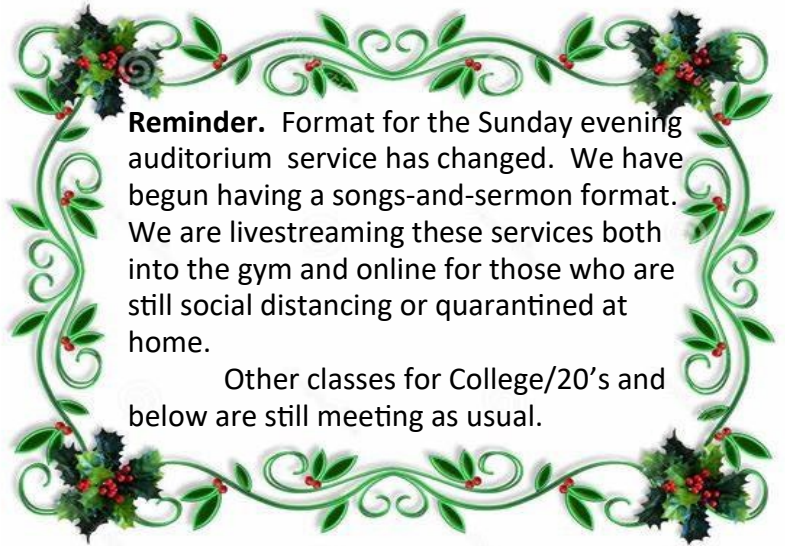 Reminder.  Format for the Sunday evening
auditorium  service has changed.  We have
begun having a songs-and-sermon format.
We are livestreaming these services both
into the gym and online for those who are
still social distancing or quarantined at
home.
Other classes for College/20’s and
below are still meeting as usual.